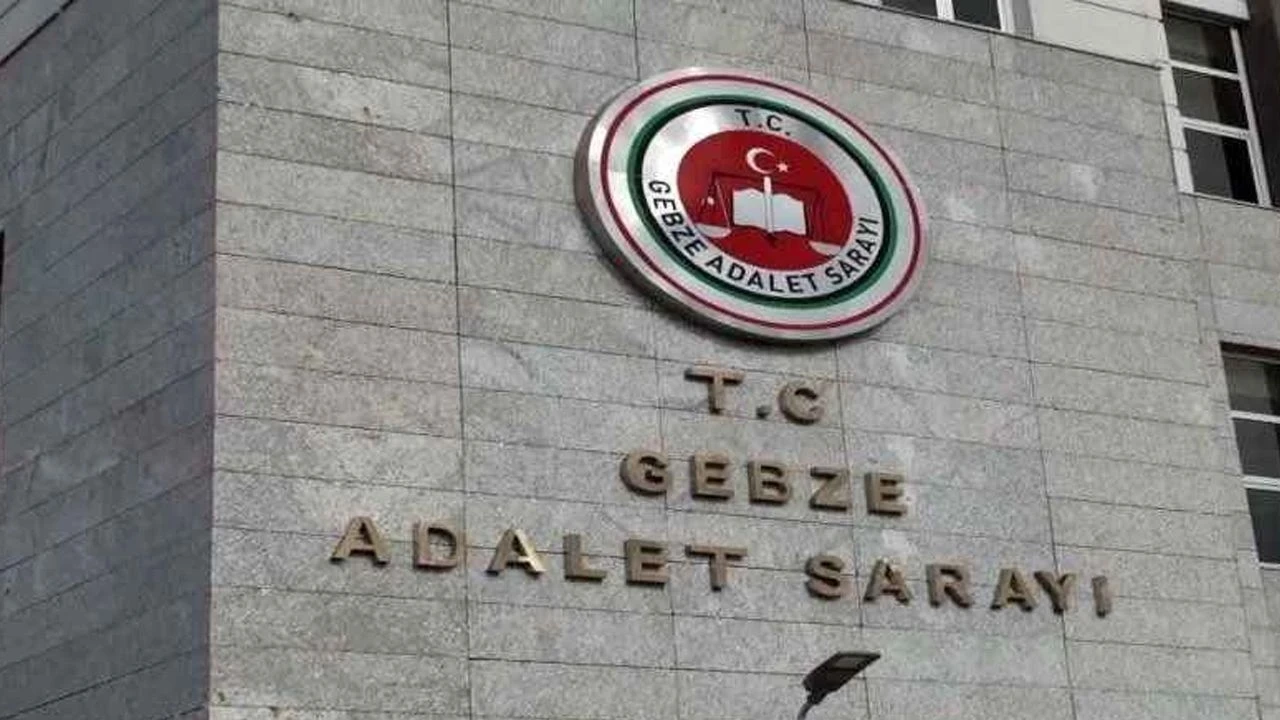 T.C.
GEBZE ADALET SARAYI
T.C
GEBZE
ADALET SARAYI